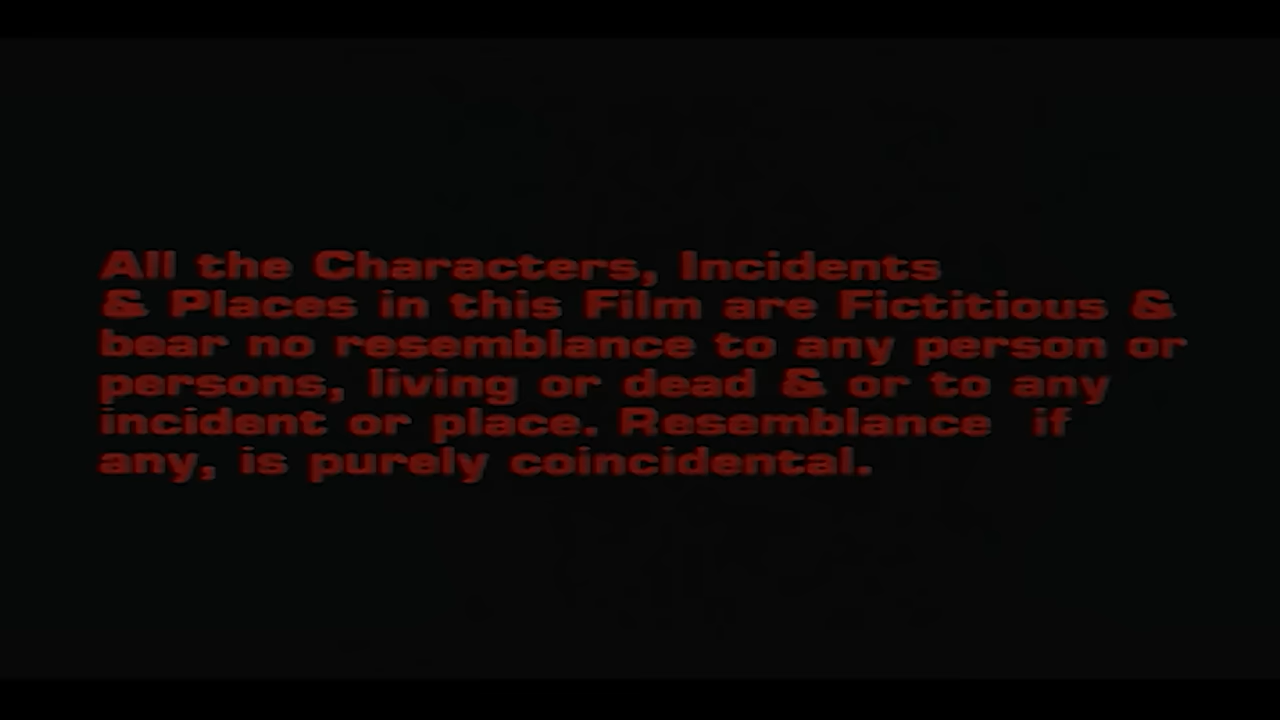 All the Characters, Incidents
& Places in this Film are Fictitious &
bear no resemblance to any person or
persons, living or dead & or to any
incident or place. Resemblance  if
any, is purely coincidental.